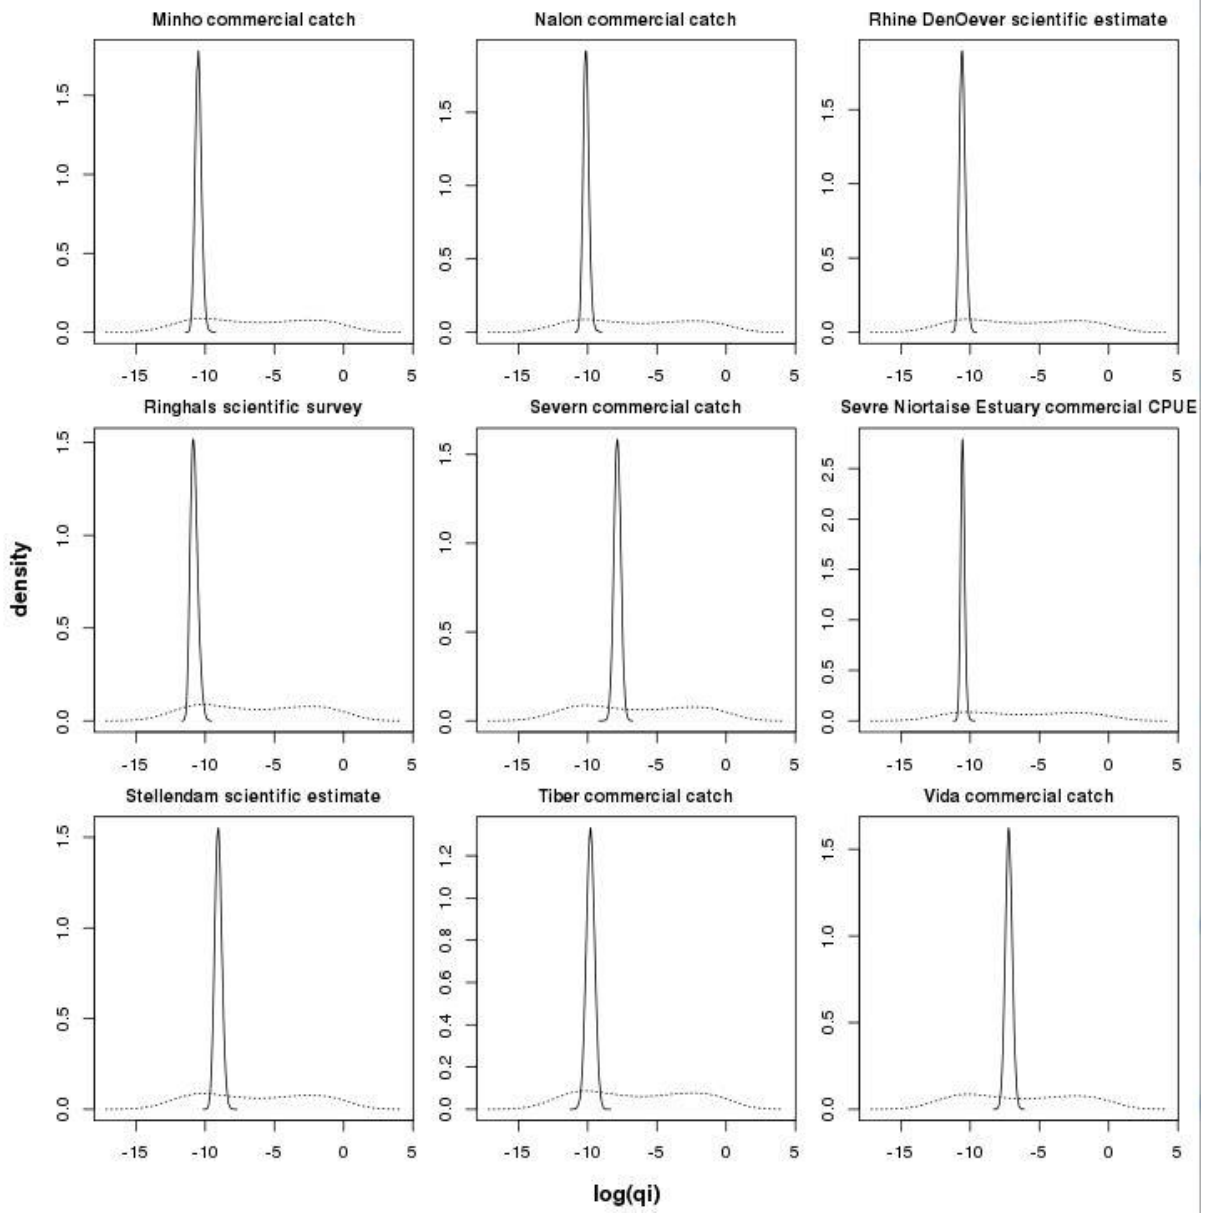 Minho commercial catch
Nalon commercial catch
Rhine DenOever scientific estimate
0.0 0.5 1.0 1.5
0.0 0.5 1.0 1.5
0.0 0.5 1.0 1.5
-15 -10 -5 0 5
-15 -10 -5 0 5
-15 -10 -5 0 5
Ringhals scientific survey
Severn commercial catch
Sevre Niortaise Estuary commercial CPUE
density
0.0 0.5 1.0 1.5
0.0 0.5 1.0 1.5
0.0 0.5 1.0 1.5 2.0 2.5
-15 -10 -5 0 5
-15 -10 -5 0 5
-15 -10 -5 0 5
Stellendam scientific estimate
Tiber commercial catch
Vida commercial catch
0.0 0.5 1.0 1.5
0.0 0.2 0.4 0.6 0.8 1.0 1.2
0.0 0.5 1.0 1.5
-15 -10 -5 0 5
-15 -10 -5 0 5
-15 -10 -5 0 5
log(qi)